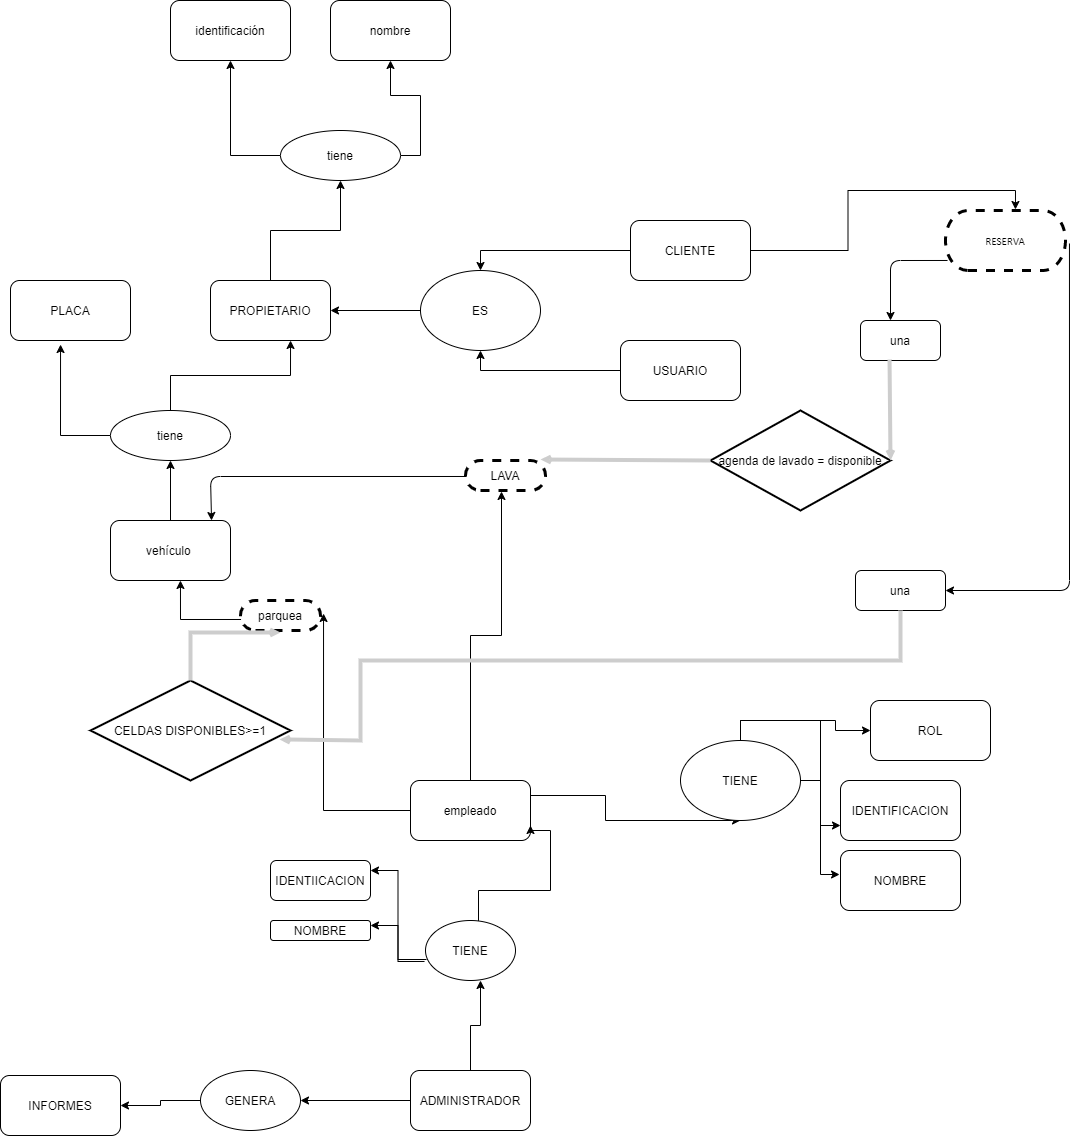 identificación
nombre
tiene
CLIENTE
RESERVA
PLACA
PROPIETARIO
ES
una
USUARIO
tiene
agenda de lavado = disponible
LAVA
vehículo
una
parquea
CELDAS DISPONIBLES>=1
ROL
TIENE
empleado
IDENTIFICACION
IDENTIICACION
NOMBRE
NOMBRE
TIENE
INFORMES
GENERA
ADMINISTRADOR